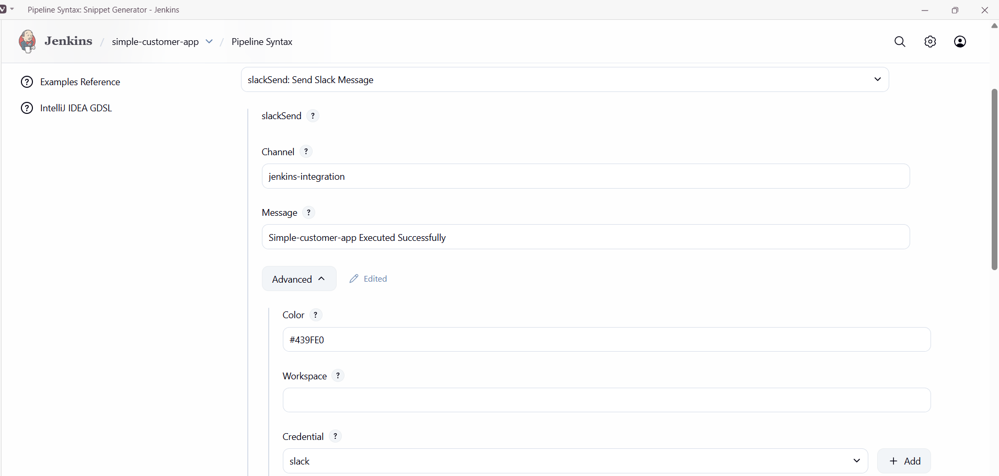 Pipeline Syntax: Snippet Generator - Jenkins
Jenkins / simple-customer-app / Pipeline Syntax
Examples Reference
IntelliJ IDEA GDSL
slackSend: Send Slack Message
slackSend ?
Channel ?
jenkins-integration
Message ?
Simple-customer-app Executed Successfully
Advanced Edited
Color ?
#439FE0
Workspace ?
Credential ?
slack
+ Add